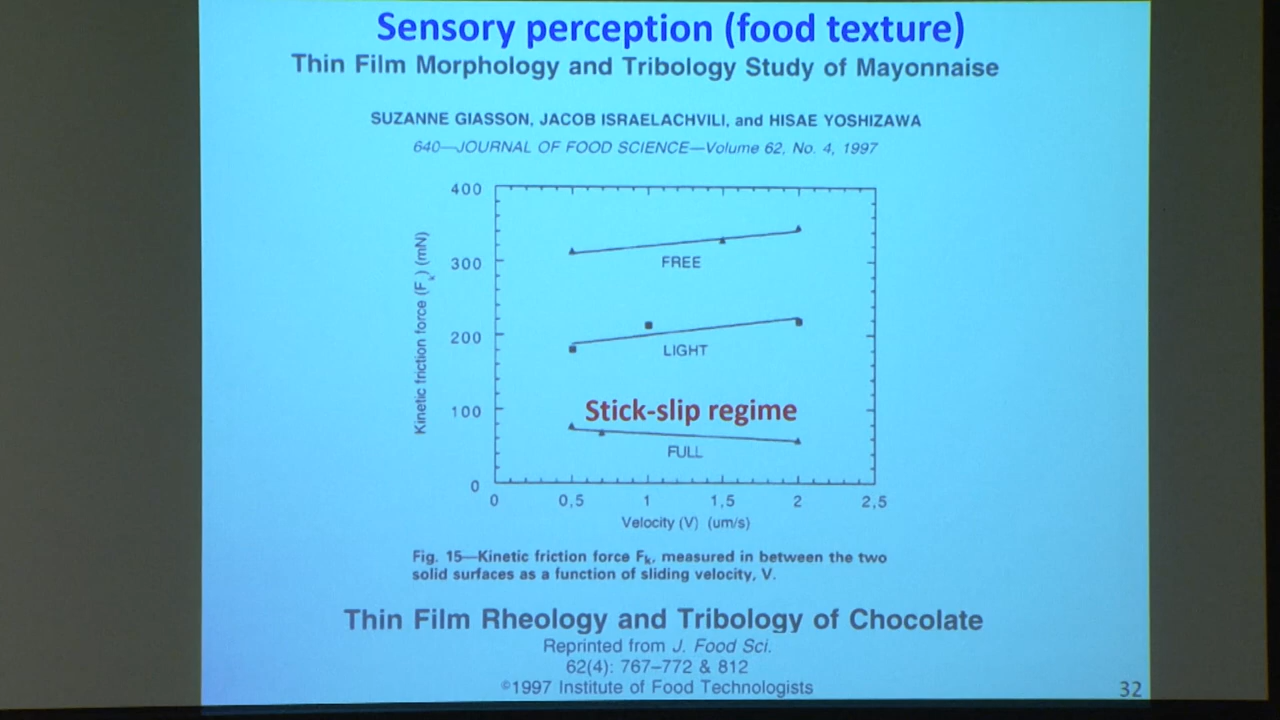 Sensory perception (food texture)
Thin Film Morphology and Tribology Study of Mayonnaise
SUZANNE GIASSON, JACOB ISRAELACHVILI, and HISAE YOSHIZAWA
640—JOURNAL OF FOOD SCIENCE—Volume 62, No. 4, 1997
400
300
200
100
0
Kinetic friction force (Fk) (mN)
FREE
LIGHT
Stick-slip regime
FULL
0 0,5 1 1,5 2 2,5
Velocity (V) (um/s)
Fig. 15—Kinetic friction force Fk, measured in between the two
solid surfaces as a function of sliding velocity, V.
Thin Film Rheology and Tribology of Chocolate
Reprinted from J. Food Sci.
62(4): 767–772 & 812
©1997 Institute of Food Technologists
32